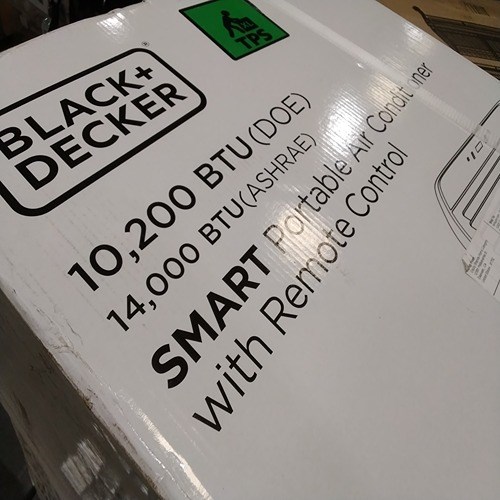 TPS
BLACK+
DECKER
10,200 BTU (DOE)
14,000 BTU(ASHRAE)
SMART Portable Air Conditioner
with Remote Control